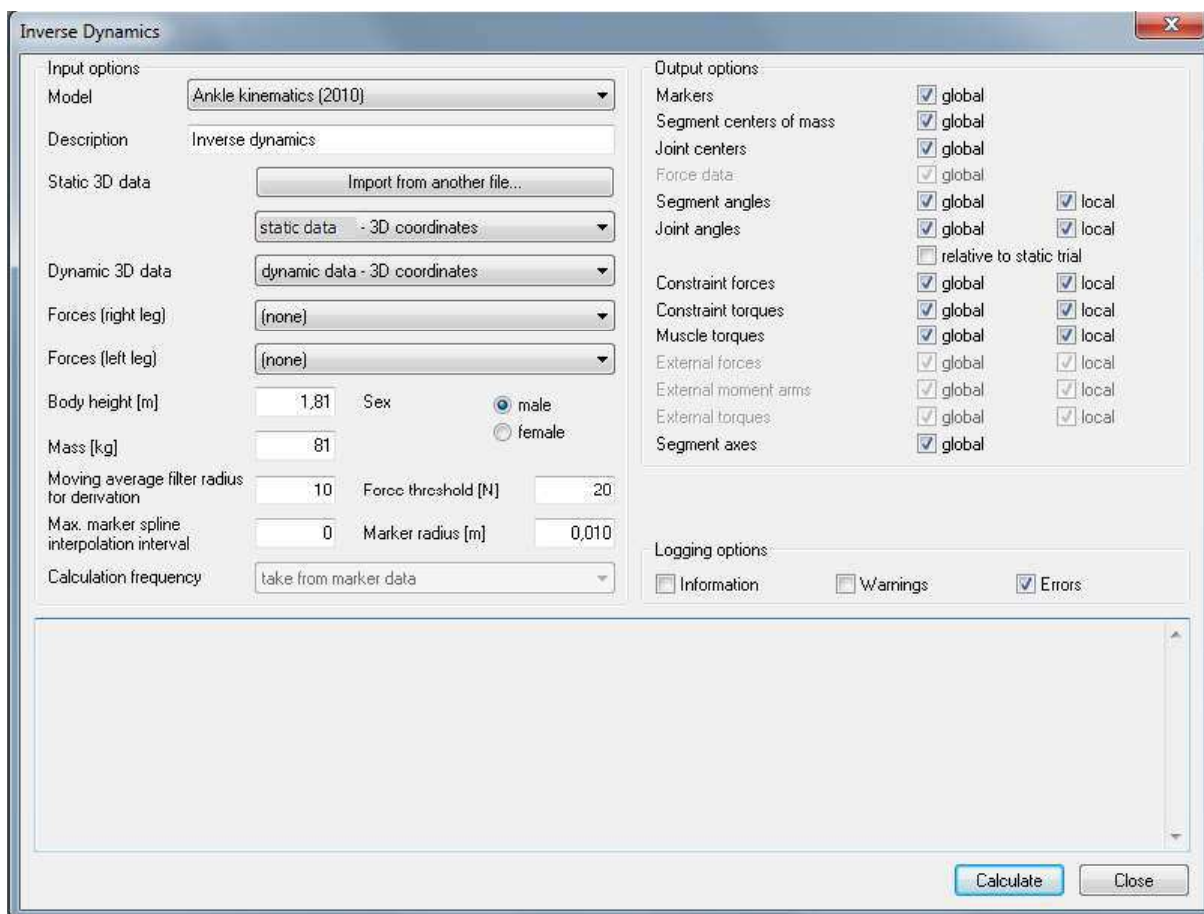 Inverse Dynamics
Input options
Model Ankle kinematics (2010)
Description Inverse dynamics
Static 3D data Import from another file...
static data - 3D coordinates
Dynamic 3D data dynamic data - 3D coordinates
Forces (right leg) (none)
Forces (left leg) (none)
Body height [m] 1,81 Sex male
female
Mass [kg] 81
Moving average filter radius
for derivation 10 Force threshold [N] 20
Max. marker spline
interpolation interval 0 Marker radius [m] 0,010
Calculation frequency take from marker data
Output options
Markers global
Segment centers of mass global
Joint centers global
Force data global
Segment angles global local
Joint angles global local
relative to static trial
Constraint forces global local
Constraint torques global local
Muscle torques global local
External forces global local
External moment arms global local
External torques global local
Segment axes global
Logging options
Information Warnings Errors
Calculate Close